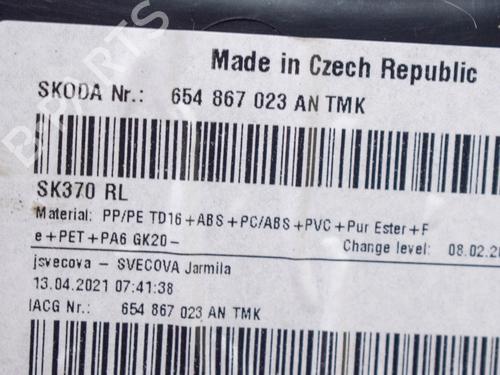 Made in Czech Republic
SKODA Nr.: 654 867 023 AN TMK
SK370 RL
Material: PP/PE TD16+ABS+PC/ABS+PVC+Pur Ester+F
e+PET+PA6 GK20-
Change level: 08.02.20
jsvecova - SVECOVA Jarmila
13.04.2021 07:41:38
IACG Nr.: 654 867 023 AN TMK
B-PARTS